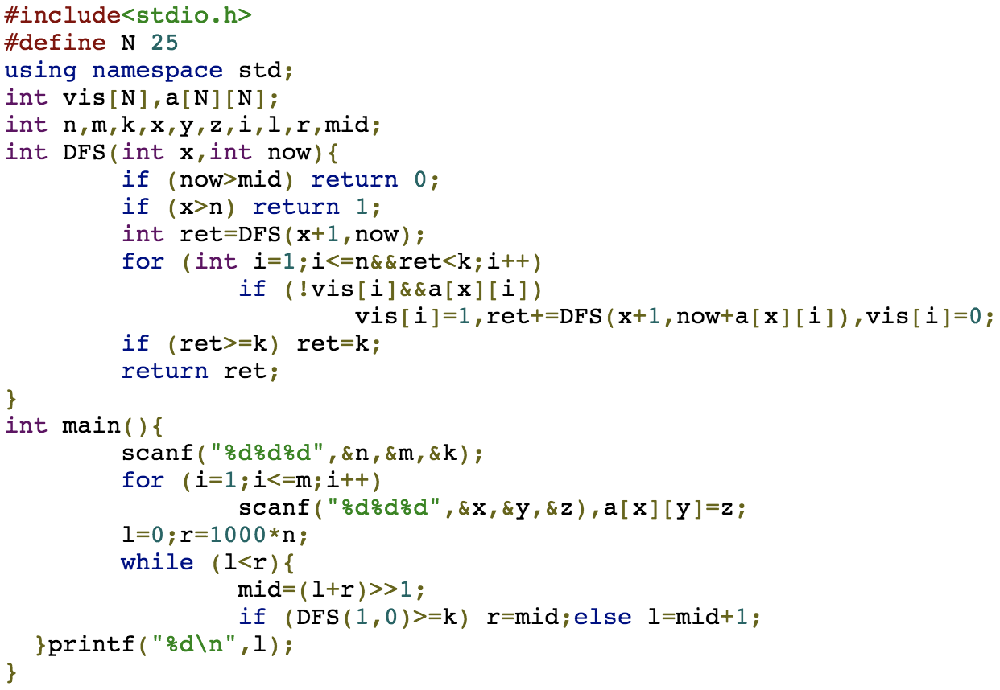 #include<stdio.h>
#define N 25
using namespace std;
int vis[N],a[N][N];
int n,m,k,x,y,z,i,l,r,mid;
int DFS(int x,int now){
        if (now>mid) return 0;
        if (x>n) return 1;
        int ret=DFS(x+1,now);
        for (int i=1;i<=n&&ret<k;i++)
                if (!vis[i]&&a[x][i])
                        vis[i]=1,ret+=DFS(x+1,now+a[x][i]),vis[i]=0;
        if (ret>=k) ret=k;
        return ret;
}
int main(){
        scanf("%d%d%d",&n,&m,&k);
        for (i=1;i<=m;i++)
                scanf("%d%d%d",&x,&y,&z),a[x][y]=z;
        l=0;r=1000*n;
        while (l<r){
                mid=(l+r)>>1;
                if (DFS(1,0)>=k) r=mid;else l=mid+1;
  }printf("%d\n",l);
}